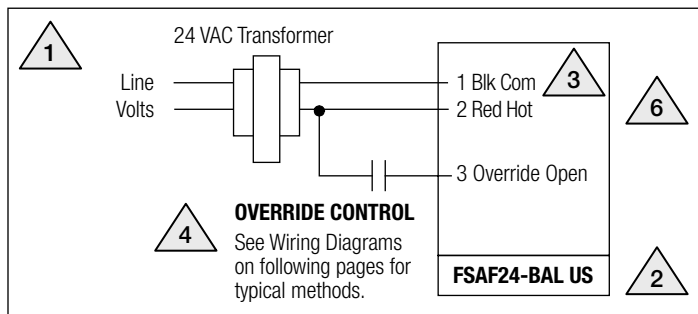 1
24 VAC Transformer
Line
Volts
1 Blk Com
3
2 Red Hot
6
3 Override Open
4
OVERRIDE CONTROL
See Wiring Diagrams
on following pages for
typical methods.
FSAF24-BAL US
2